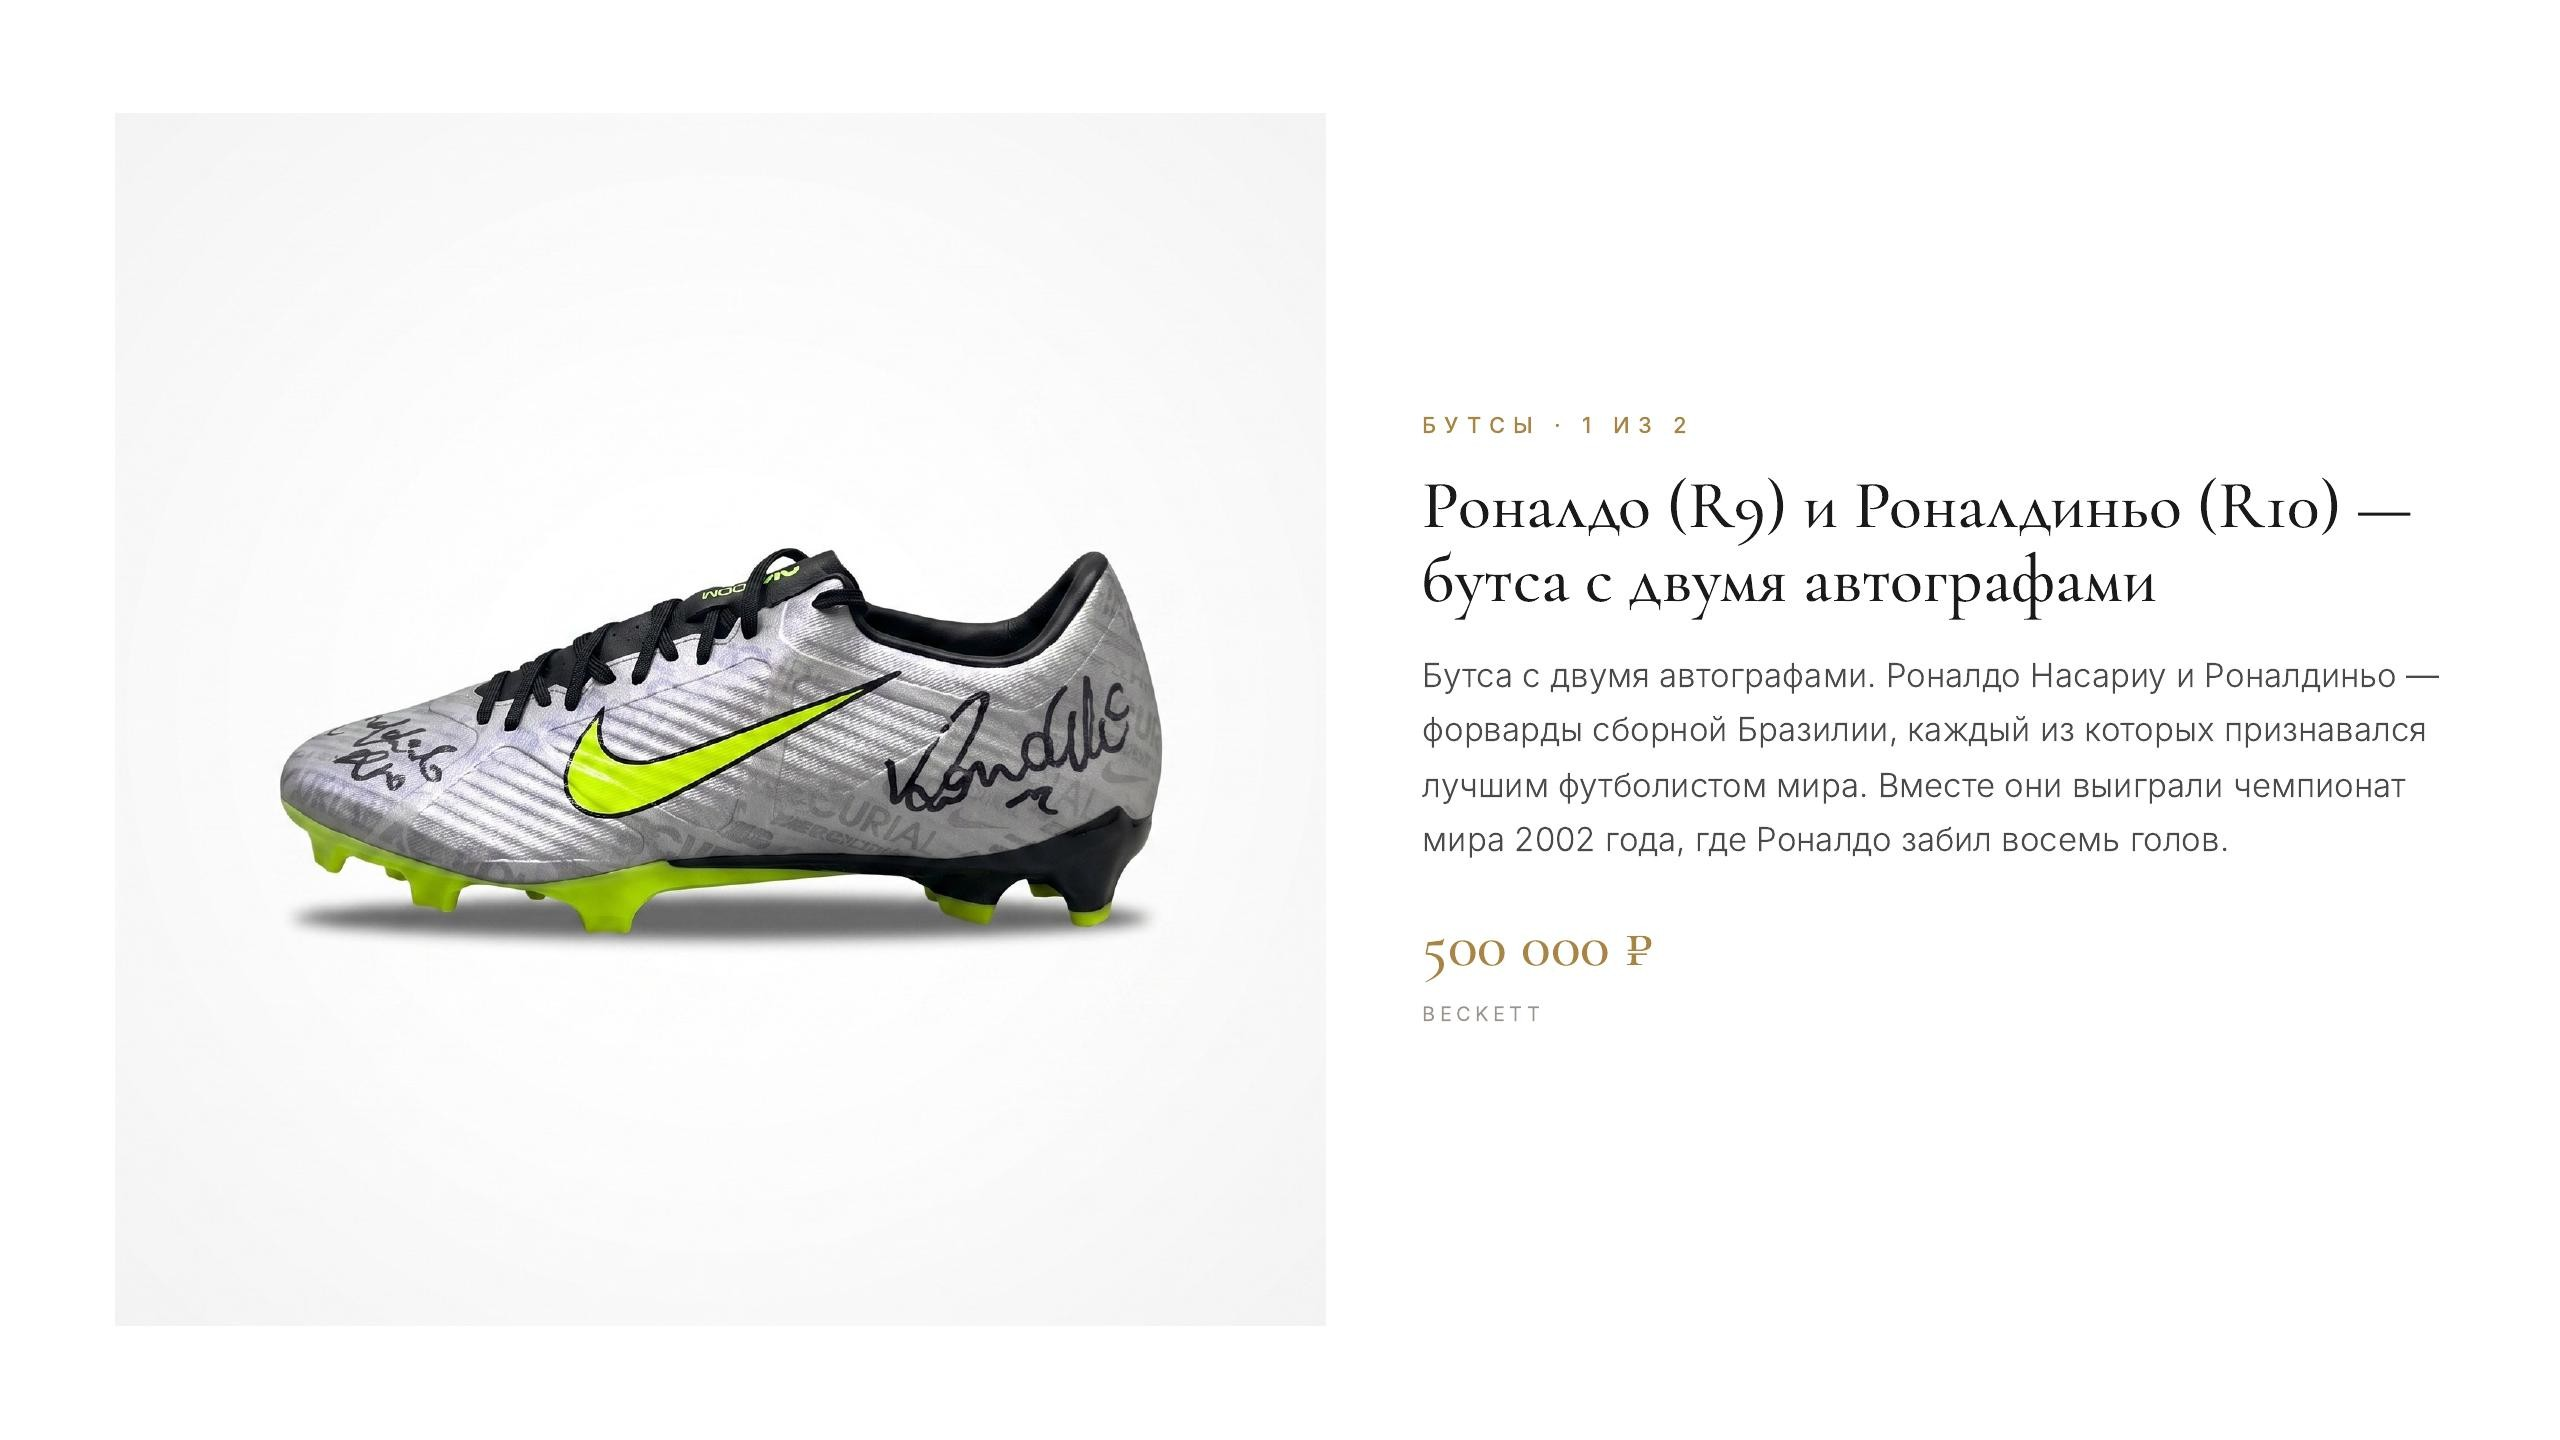 БУТСЫ · 1 ИЗ 2
Роналдо (R9) и Роналдиньо (R10) —
бутса с двумя автографами
Бутса с двумя автографами. Роналдо Насариу и Роналдиньо —
форварды сборной Бразилии, каждый из которых признавался
лучшим футболистом мира. Вместе они выиграли чемпионат
мира 2002 года, где Роналдо забил восемь голов.
500 000 ₽
BECKETT